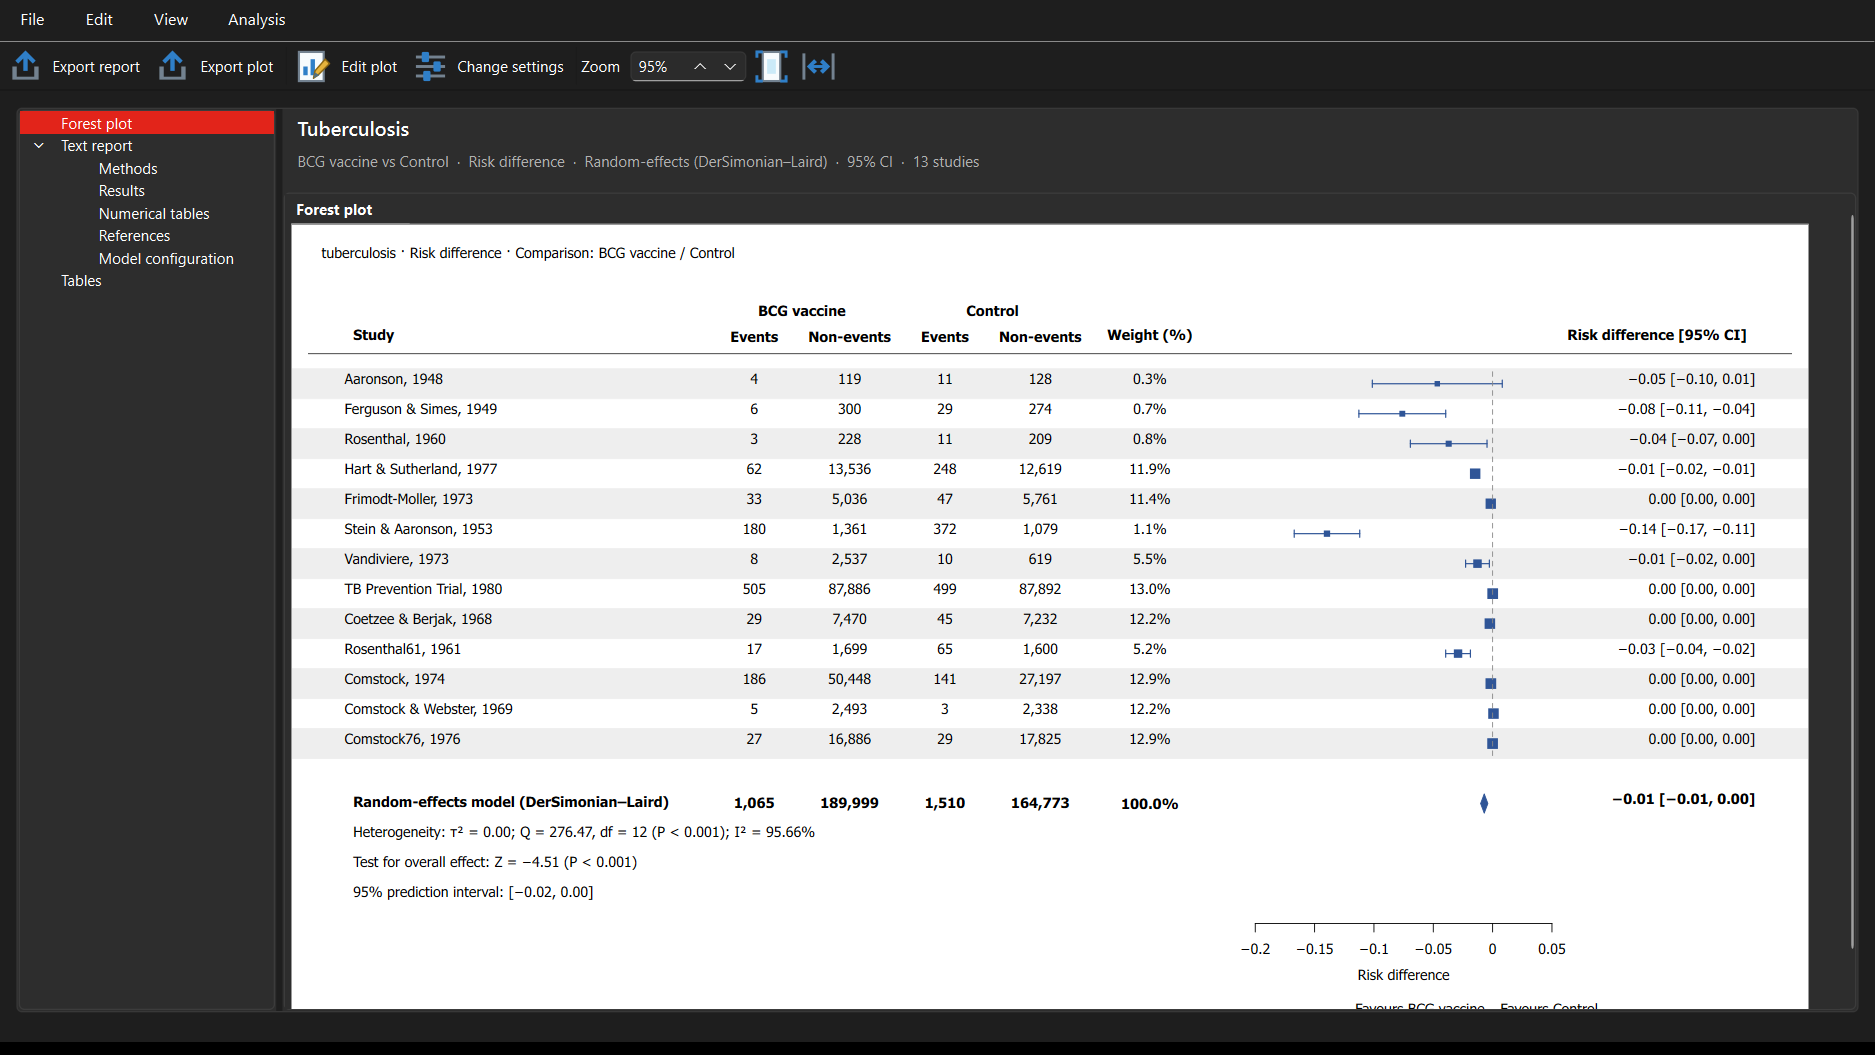 File Edit View Analysis
Export report Export plot Edit plot Change settings Zoom 95%
Forest plot
Text report
Methods
Results
Numerical tables
References
Model configuration
Tables
Tuberculosis
BCG vaccine vs Control · Risk difference · Random-effects (DerSimonian–Laird) · 95% CI · 13 studies
Forest plot
tuberculosis · Risk difference · Comparison: BCG vaccine / Control
BCG vaccine Control
Study Events Non-events Events Non-events Weight (%) Risk difference [95% CI]
Aaronson, 1948 4 119 11 128 0.3% −0.05 [−0.10, 0.01]
Ferguson & Simes, 1949 6 300 29 274 0.7% −0.08 [−0.11, −0.04]
Rosenthal, 1960 3 228 11 209 0.8% −0.04 [−0.07, 0.00]
Hart & Sutherland, 1977 62 13,536 248 12,619 11.9% −0.01 [−0.02, −0.01]
Frimodt-Moller, 1973 33 5,036 47 5,761 11.4% 0.00 [0.00, 0.00]
Stein & Aaronson, 1953 180 1,361 372 1,079 1.1% −0.14 [−0.17, −0.11]
Vandiviere, 1973 8 2,537 10 619 5.5% −0.01 [−0.02, 0.00]
TB Prevention Trial, 1980 505 87,886 499 87,892 13.0% 0.00 [0.00, 0.00]
Coetzee & Berjak, 1968 29 7,470 45 7,232 12.2% 0.00 [0.00, 0.00]
Rosenthal61, 1961 17 1,699 65 1,600 5.2% −0.03 [−0.04, −0.02]
Comstock, 1974 186 50,448 141 27,197 12.9% 0.00 [0.00, 0.00]
Comstock & Webster, 1969 5 2,493 3 2,338 12.2% 0.00 [0.00, 0.00]
Comstock76, 1976 27 16,886 29 17,825 12.9% 0.00 [0.00, 0.00]
Random-effects model (DerSimonian–Laird) 1,065 189,999 1,510 164,773 100.0% −0.01 [−0.01, 0.00]
Heterogeneity: τ² = 0.00; Q = 276.47, df = 12 (P < 0.001); I² = 95.66%
Test for overall effect: Z = −4.51 (P < 0.001)
95% prediction interval: [−0.02, 0.00]
−0.2 −0.15 −0.1 −0.05 0 0.05
Risk difference
Favours BCG vaccine Favours Control